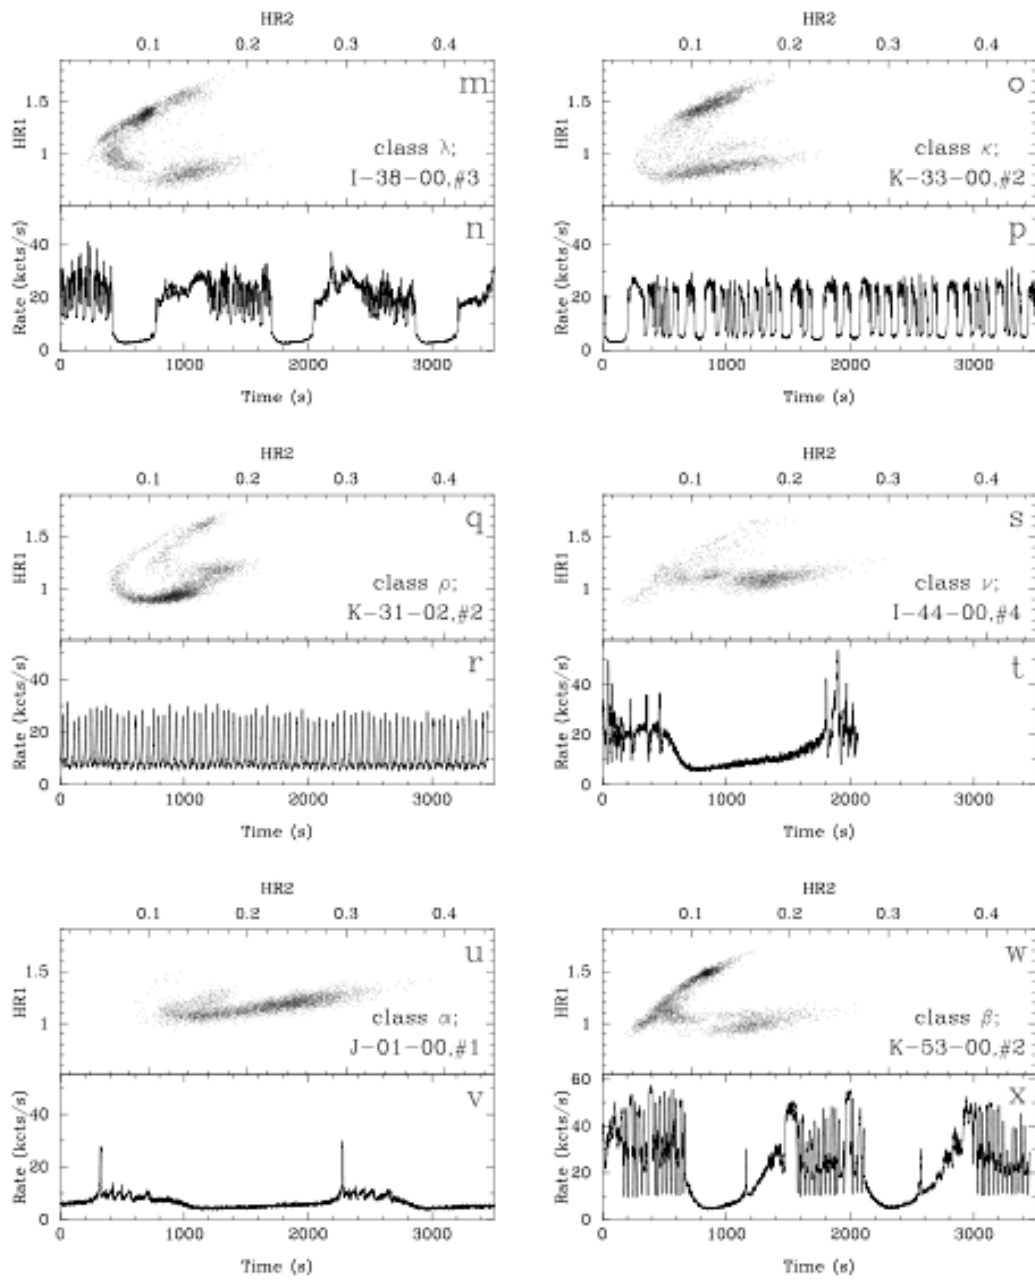 HR2 HR2
0.1 0.2 0.3 0.4 0.1 0.2 0.3 0.4
m o
1.5 1.5
HR1 HR1
class λ; class κ;
1 1
I-38-00,#3 K-33-00,#2
n p
40 40
Rate (kcts/s) Rate (kcts/s)
20 20
0 0
0 1000 2000 3000 0 1000 2000 3000
Time (s) Time (s)
HR2 HR2
0.1 0.2 0.3 0.4 0.1 0.2 0.3 0.4
q s
1.5 1.5
HR1 HR1
class ρ; class ν;
1 1
K-31-02,#2 I-44-00,#4
r t
40 40
Rate (kcts/s) Rate (kcts/s)
20 20
0 0
0 1000 2000 3000 0 1000 2000 3000
Time (s) Time (s)
HR2 HR2
0.1 0.2 0.3 0.4 0.1 0.2 0.3 0.4
u w
1.5 1.5
HR1 HR1
class α; class β;
1 1
J-01-00,#1 K-53-00,#2
v x
60
40 40
Rate (kcts/s) Rate (kcts/s)
20 20
0 0
0 1000 2000 3000 0 1000 2000 3000
Time (s) Time (s)